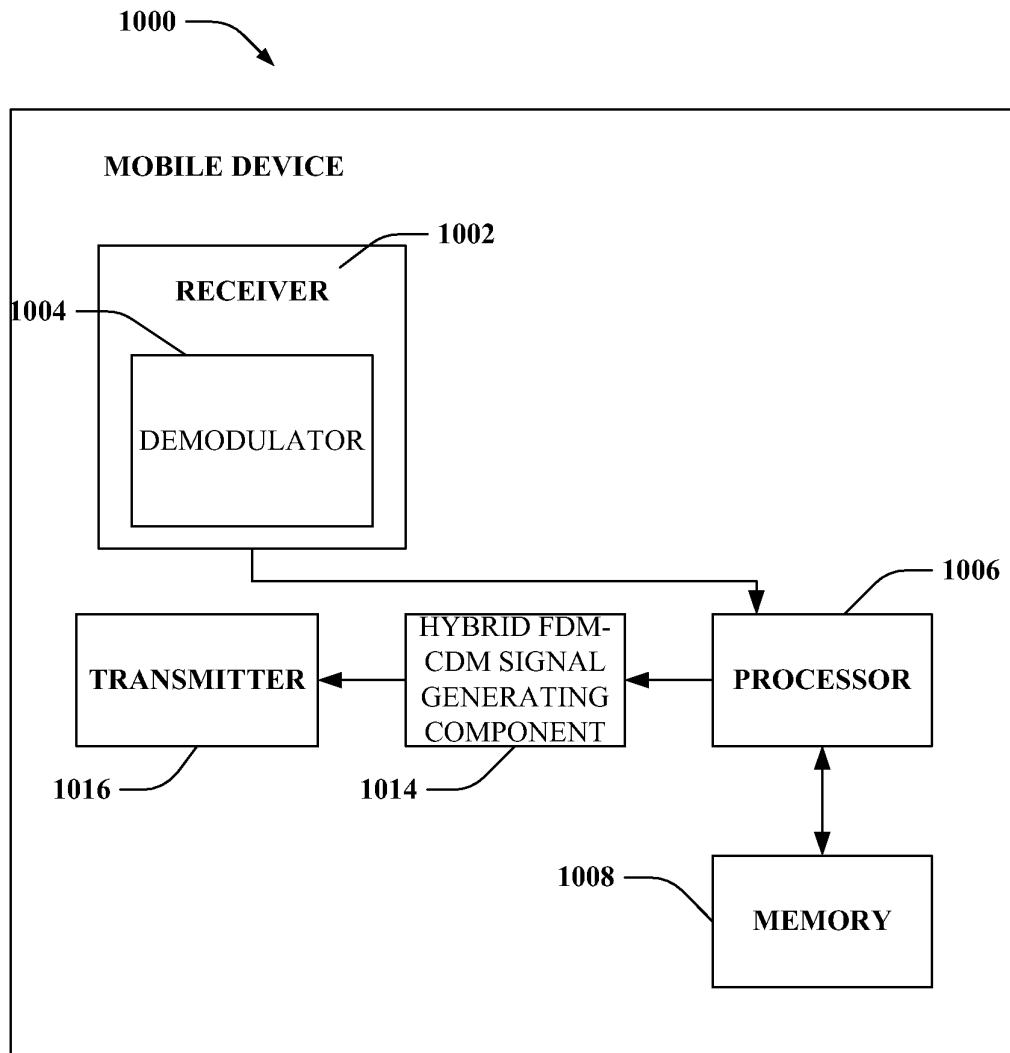 1000
MOBILE DEVICE
1002
RECEIVER
1004
DEMODULATOR
1006
HYBRID FDM-
CDM SIGNAL
GENERATING
COMPONENT
TRANSMITTER
PROCESSOR
1016
1014
1008
MEMORY